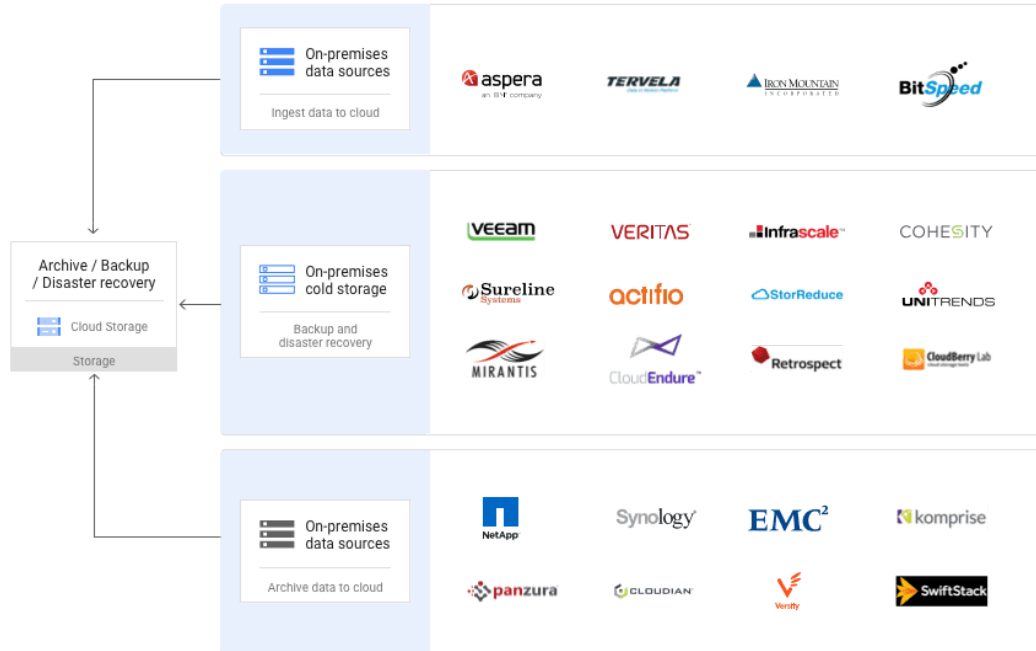 On-premises
data sources
Ingest data to cloud
aspera
an IBM company
TERVELA
IRON MOUNTAIN
INCORPORATED
BitSpeed
Archive / Backup
/ Disaster recovery
Cloud Storage
Storage
On-premises
cold storage
Backup and
disaster recovery
veeam
VERITAS
Infrascale™
COHESITY
Sureline
Systems
actifio
StorReduce
UNITRENDS
MIRANTIS
CloudEndure™
Retrospect
CloudBerry Lab
On-premises
data sources
Archive data to cloud
NetApp
Synology
EMC²
komprise
panzura
CLOUDIAN
Versity
SwiftStack